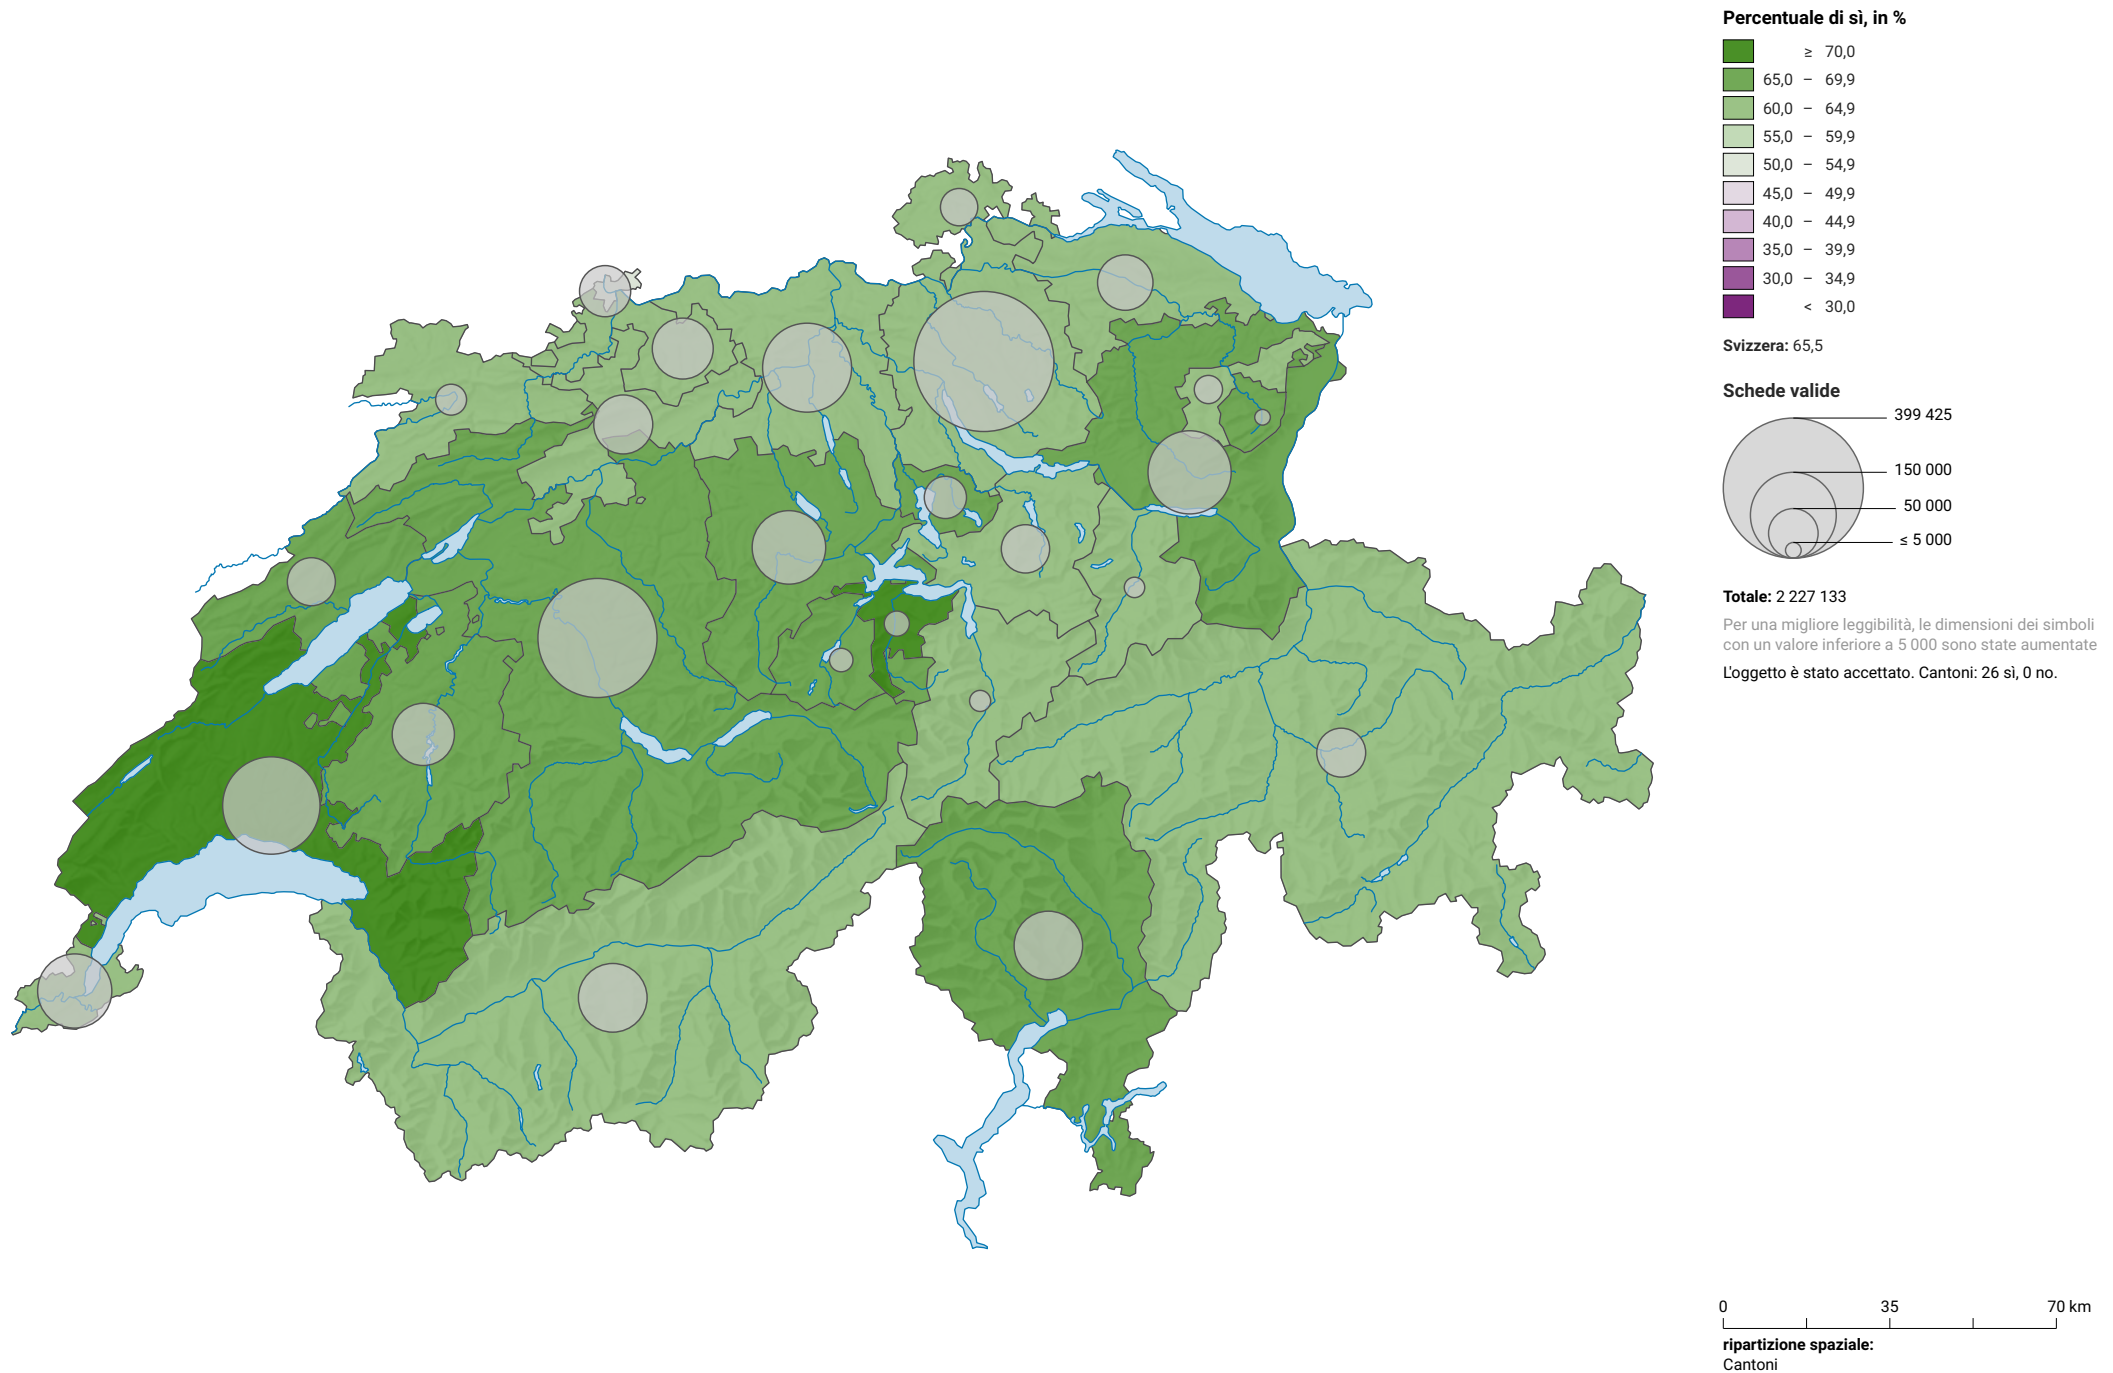 Percentuale di sì, in %
≥ 70,0
65,0 – 69,9
60,0 – 64,9
55,0 – 59,9
50,0 – 54,9
45,0 – 49,9
40,0 – 44,9
35,0 – 39,9
30,0 – 34,9
< 30,0
Svizzera: 65,5
Schede valide
399 425
150 000
50 000
≤ 5 000
Totale: 2 227 133
Per una migliore leggibilità, le dimensioni dei simboli
con un valore inferiore a 5 000 sono state aumentate
L'oggetto è stato accettato. Cantoni: 26 sì, 0 no.
0 35 70 km
ripartizione spaziale:
Cantoni